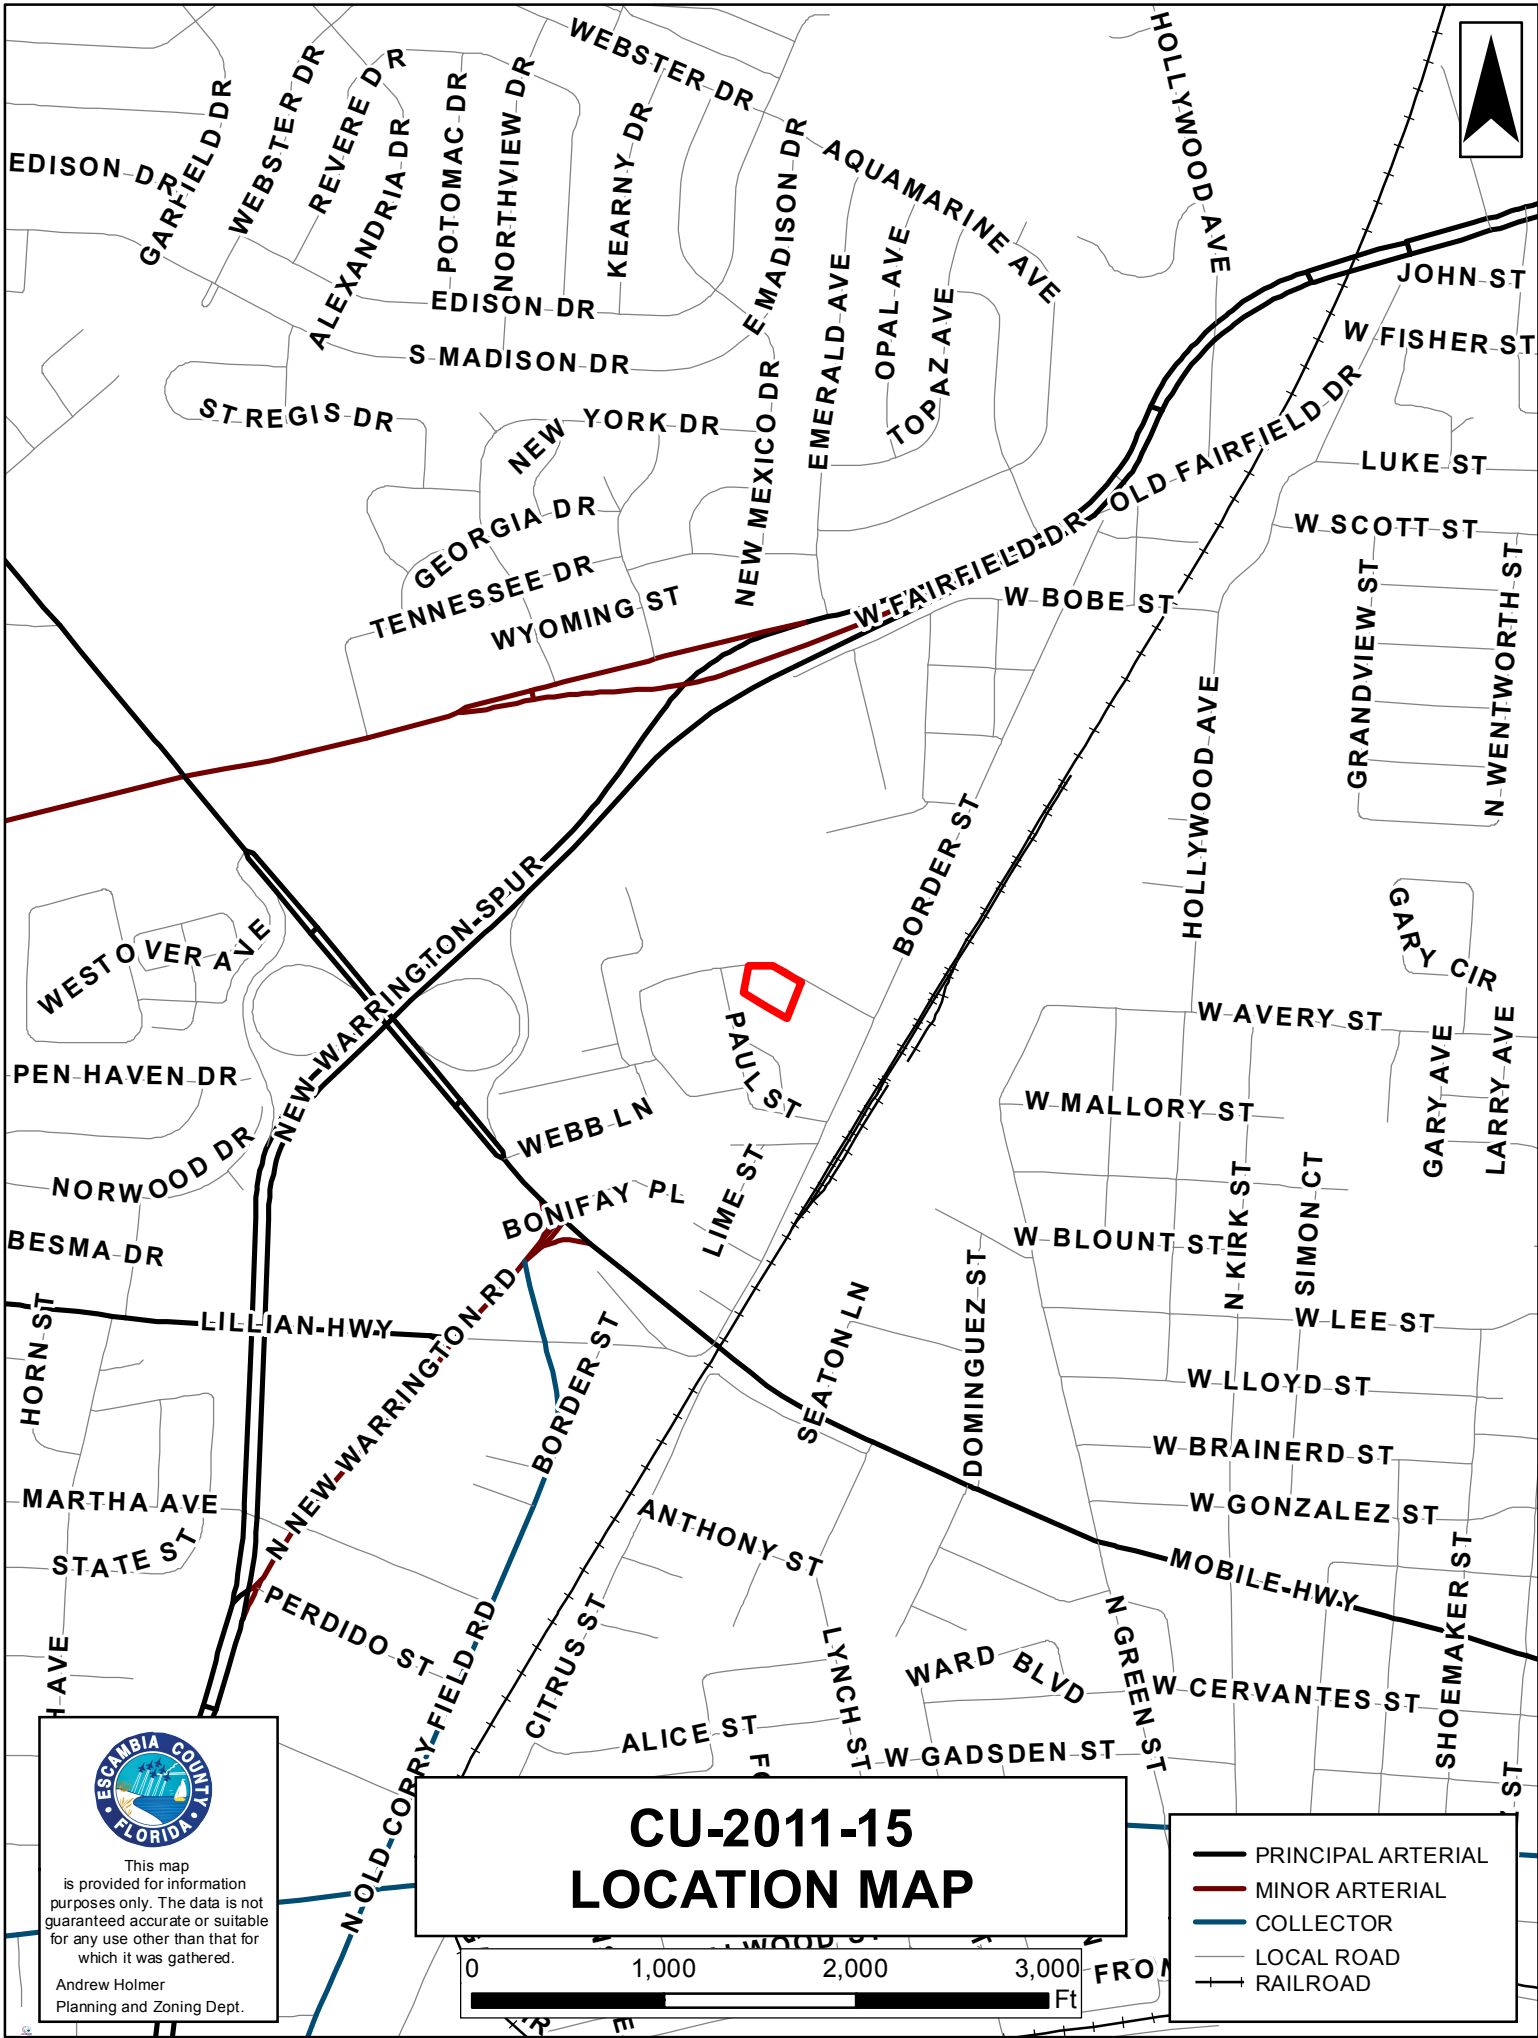 WEBSTER DR
HOLLYWOOD AVE
GARFIELD DR
WEBSTER DR
REVERE DR
ALEXANDRIA DR
POTOMAC DR
NORTHVIEW DR
KEARNY DR
E MADISON DR
AQUAMARINE AVE
EDISON DR
EDISON DR
S MADISON DR
EMERALD AVE
OPAL AVE
TOPAZ AVE
JOHN ST
W FISHER ST
ST REGIS DR
NEW YORK DR
NEW MEXICO DR
OLD FAIRFIELD DR
LUKE ST
GEORGIA DR
W SCOTT ST
TENNESSEE DR
WYOMING ST
W FAIRFIELD DR
W BOBE ST
GRANDVIEW ST
N WENTWORTH ST
HOLLYWOOD AVE
BORDER ST
NEW WARRINGTON SPUR
WESTOVER AVE
GARY CIR
W AVERY ST
PAUL ST
GARY AVE
LARRY AVE
PEN HAVEN DR
NEW WARRINGTON
W MALLORY ST
WEBB LN
NORWOOD DR
BONIFAY PL
LIME ST
N KIRK ST
SIMON CT
BESMA DR
W BLOUNT ST
DOMINGUEZ ST
HORN ST
LILLIAN HWY
N NEW WARRINGTON RD
BORDER ST
SEATON LN
W LEE ST
W LLOYD ST
W BRAINERD ST
MARTHA AVE
W GONZALEZ ST
ANTHONY ST
STATE ST
MOBILE HWY
SHOEMAKER ST
PERDIDO ST
CITRUS ST
LYNCH ST
WARD BLVD
N GREEN ST
W CERVANTES ST
H AVE
ALICE ST
W GADSDEN ST
N OLD CORRY FIELD RD
ST
ESCAMBIA COUNTY
FLORIDA
This map
is provided for information
purposes only. The data is not
guaranteed accurate or suitable
for any use other than that for
which it was gathered.
Andrew Holmer
Planning and Zoning Dept.
CU-2011-15
LOCATION MAP
0 1,000 2,000 3,000
Ft
PRINCIPAL ARTERIAL
MINOR ARTERIAL
COLLECTOR
LOCAL ROAD
RAILROAD